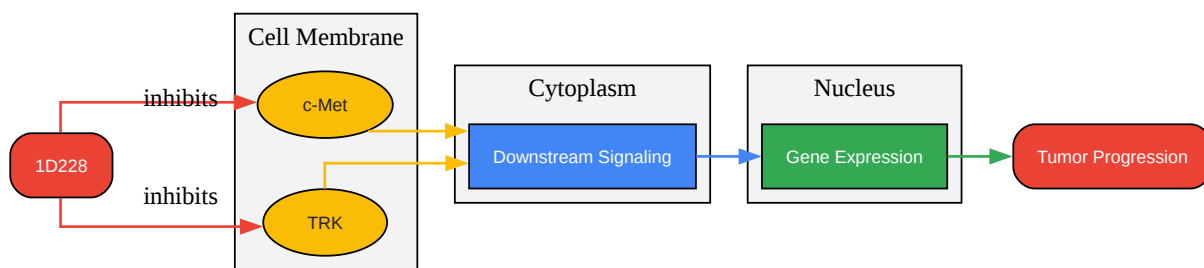 Cell Membrane
inhibits
c-Met
Cytoplasm
Nucleus
1D228
Downstream Signaling
Gene Expression
Tumor Progression
inhibits
TRK